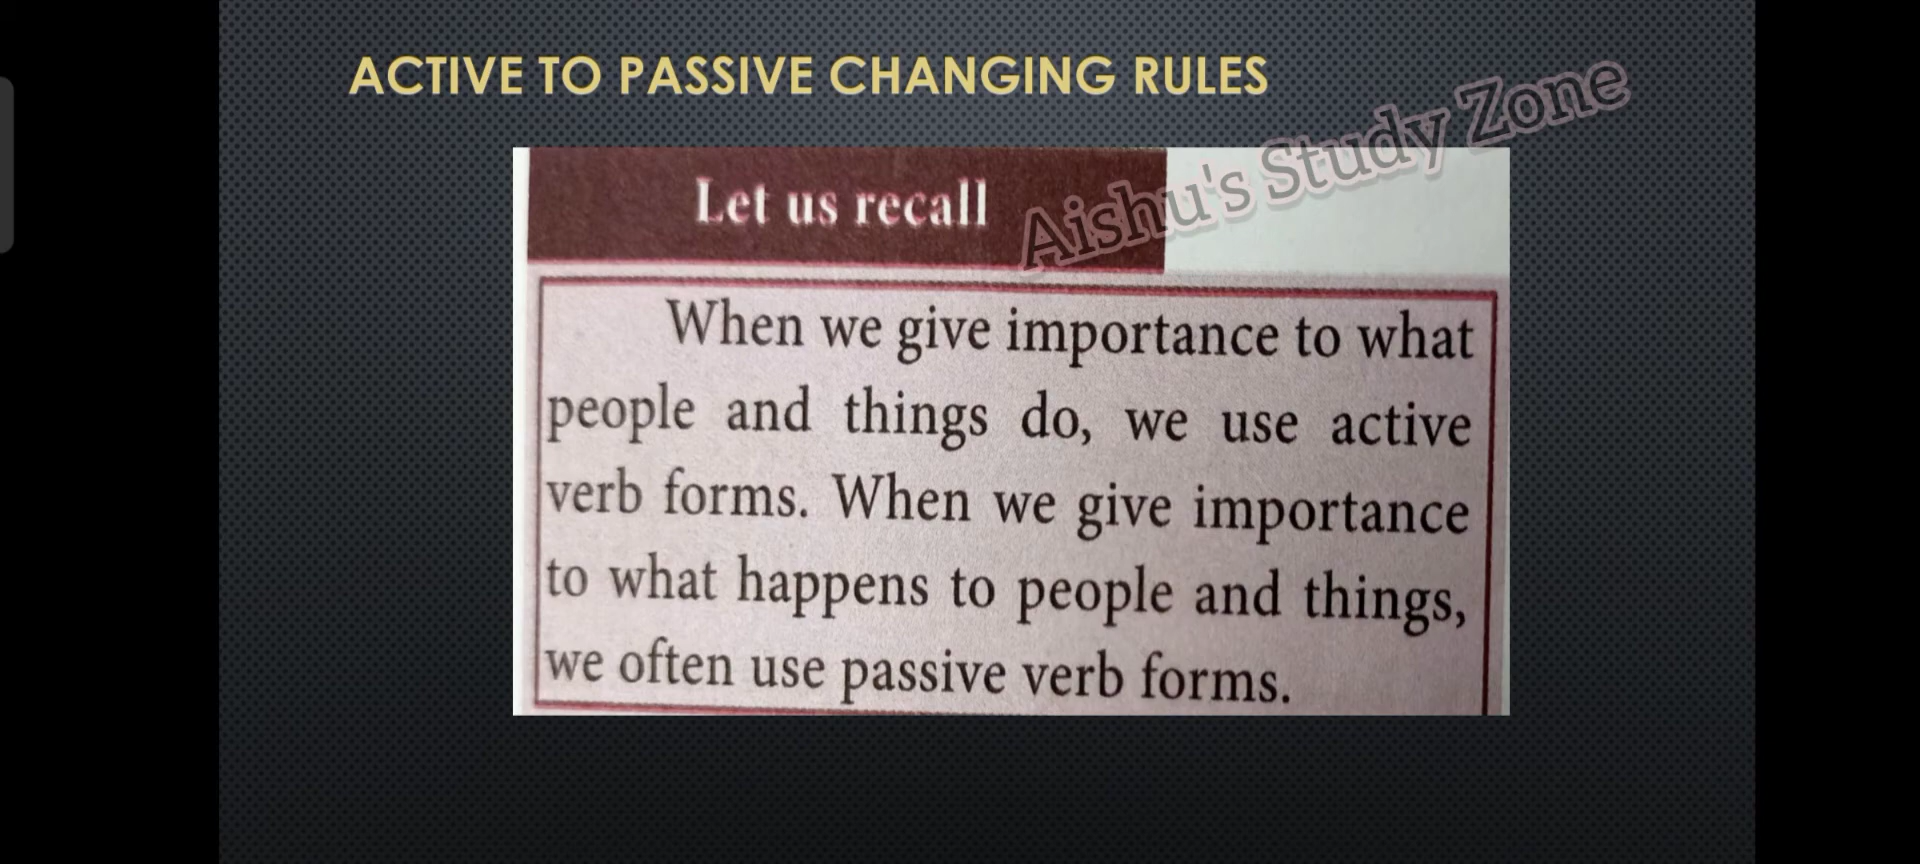 ACTIVE TO PASSIVE CHANGING RULES
Aishu's Study Zone
Let us recall
When we give importance to what
people and things do, we use active
verb forms. When we give importance
to what happens to people and things,
we often use passive verb forms.